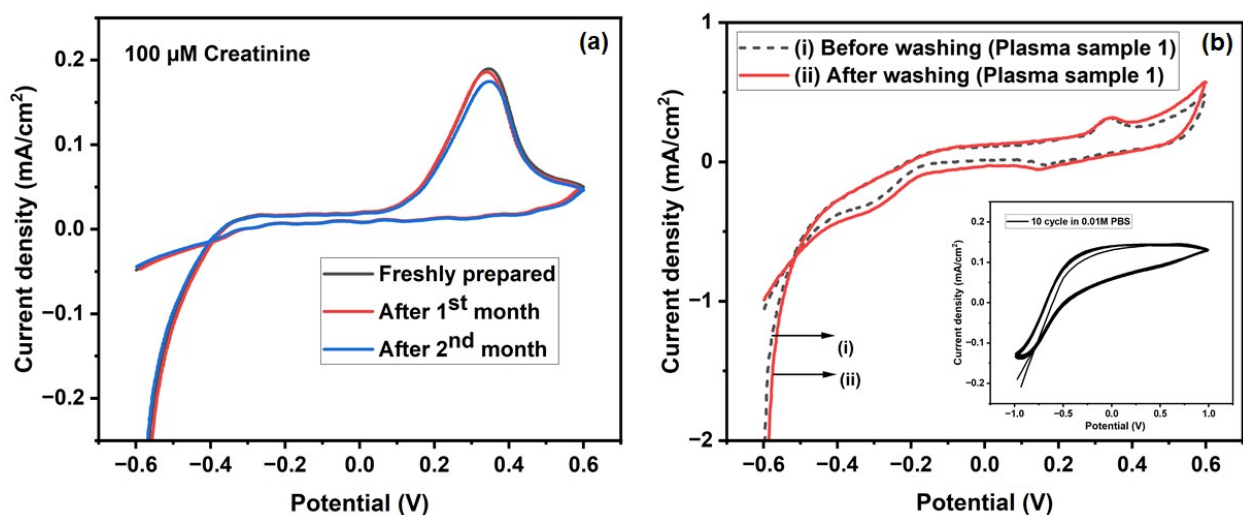 100 µM Creatinine
(a)
Current density (mA/cm²)
0.2
0.1
0.0
−0.1
−0.2
Freshly prepared
After 1st month
After 2nd month
−0.6 −0.4 −0.2 0.0 0.2 0.4 0.6
Potential (V)
(b)
(i) Before washing (Plasma sample 1)
(ii) After washing (Plasma sample 1)
Current density (mA/cm²)
1
0
−1
−2
(i)
(ii)
10 cycle in 0.01M PBS
Current density (mA/cm²)
0.2
0.1
0.0
−0.1
−0.2
−1.0 −0.5 0.0 0.5 1.0
Potential (V)
−0.6 −0.4 −0.2 0.0 0.2 0.4 0.6
Potential (V)